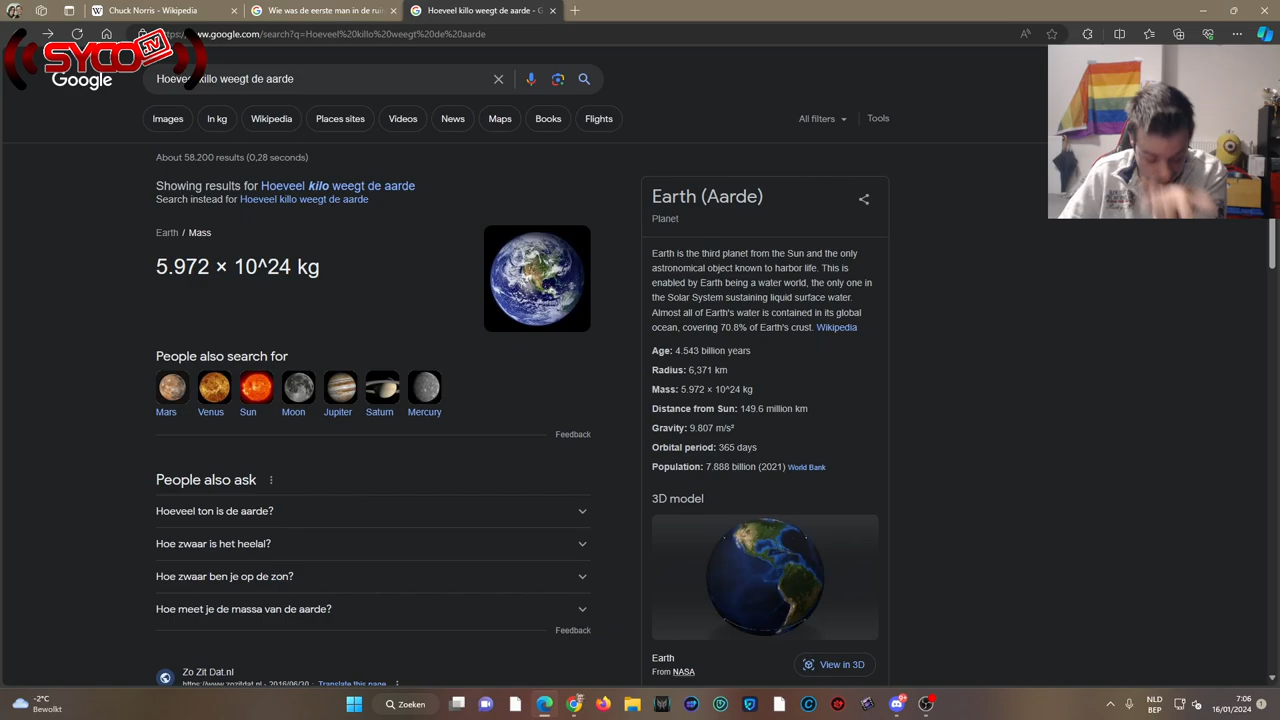 Chuck Norris - Wikipedia
Wie was de eerste man in de ruim
Hoeveel killo weegt de aarde - G
www.google.com/search?q=Hoeveel%20killo%20weegt%20de%20aarde
SYCO TV
Google
Hoeveel killo weegt de aarde
Images
In kg
Wikipedia
Places sites
Videos
News
Maps
Books
Flights
All filters
Tools
About 58.200 results (0,28 seconds)
Showing results for Hoeveel kilo weegt de aarde
Search instead for Hoeveel killo weegt de aarde
Earth / Mass
5.972 × 10^24 kg
People also search for
Mars
Venus
Sun
Moon
Jupiter
Saturn
Mercury
Feedback
People also ask
Hoeveel ton is de aarde?
Hoe zwaar is het heelal?
Hoe zwaar ben je op de zon?
Hoe meet je de massa van de aarde?
Feedback
Zo Zit Dat.nl
https://www.zozitdat.nl › 2016/06/30 · Translate this page
Earth (Aarde)
Planet
Earth is the third planet from the Sun and the only
astronomical object known to harbor life. This is
enabled by Earth being a water world, the only one in
the Solar System sustaining liquid surface water.
Almost all of Earth's water is contained in its global
ocean, covering 70.8% of Earth's crust. Wikipedia
Age: 4.543 billion years
Radius: 6,371 km
Mass: 5.972 × 10^24 kg
Distance from Sun: 149.6 million km
Gravity: 9.807 m/s²
Orbital period: 365 days
Population: 7.888 billion (2021) World Bank
3D model
Earth
From NASA
View in 3D
-2°C
Bewolkt
Zoeken
NLD
BEP
7:06
16/01/2024